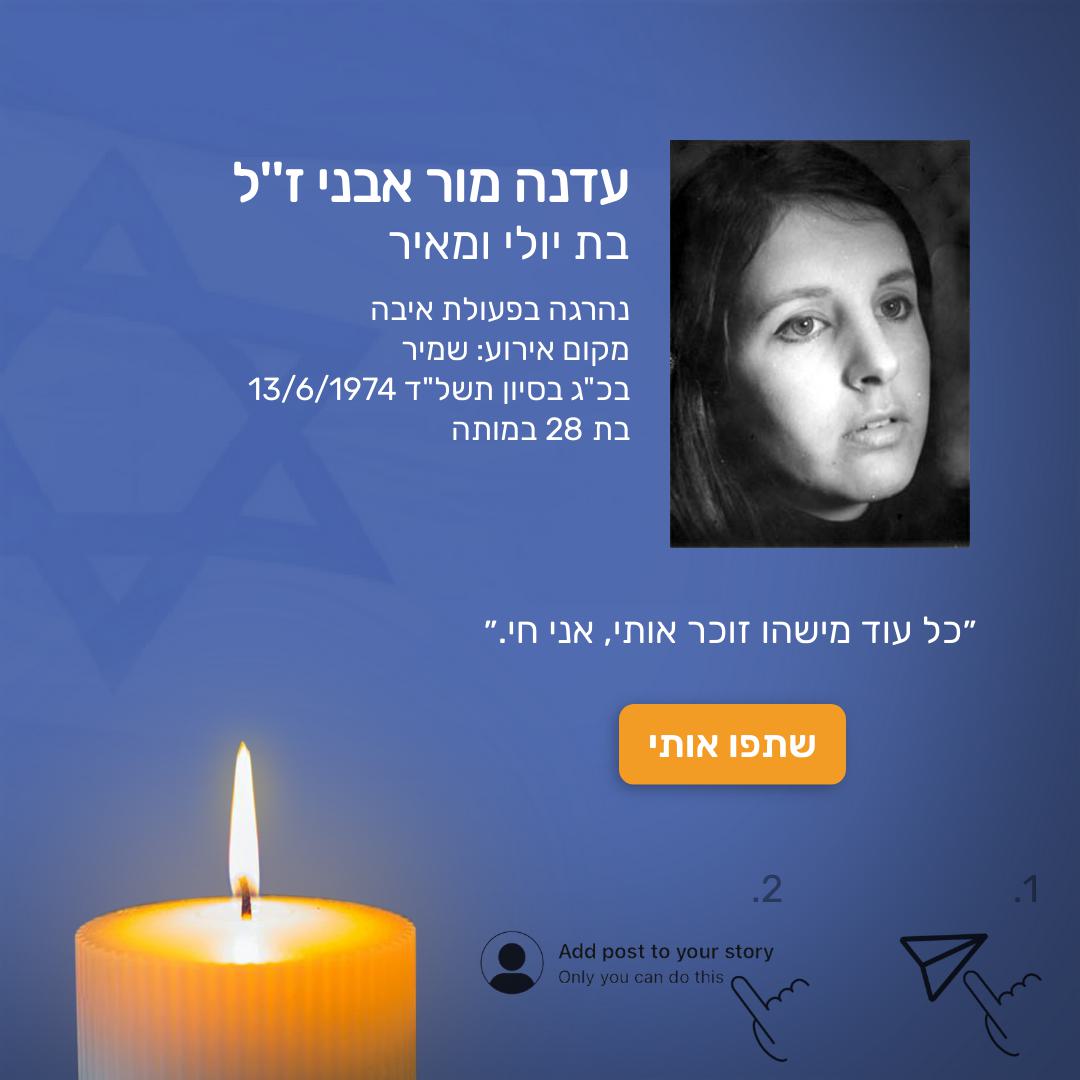 עדנה מור אבני ז"ל
בת יולי ומאיר
נהרגה בפעולת איבה
מקום אירוע: שמיר
בכ"ג בסיון תשל"ד 13/6/1974
בת 28 במותה
״כל עוד מישהו זוכר אותי, אני חי.״
שתפו אותי
1.
2.
Add post to your story
Only you can do this